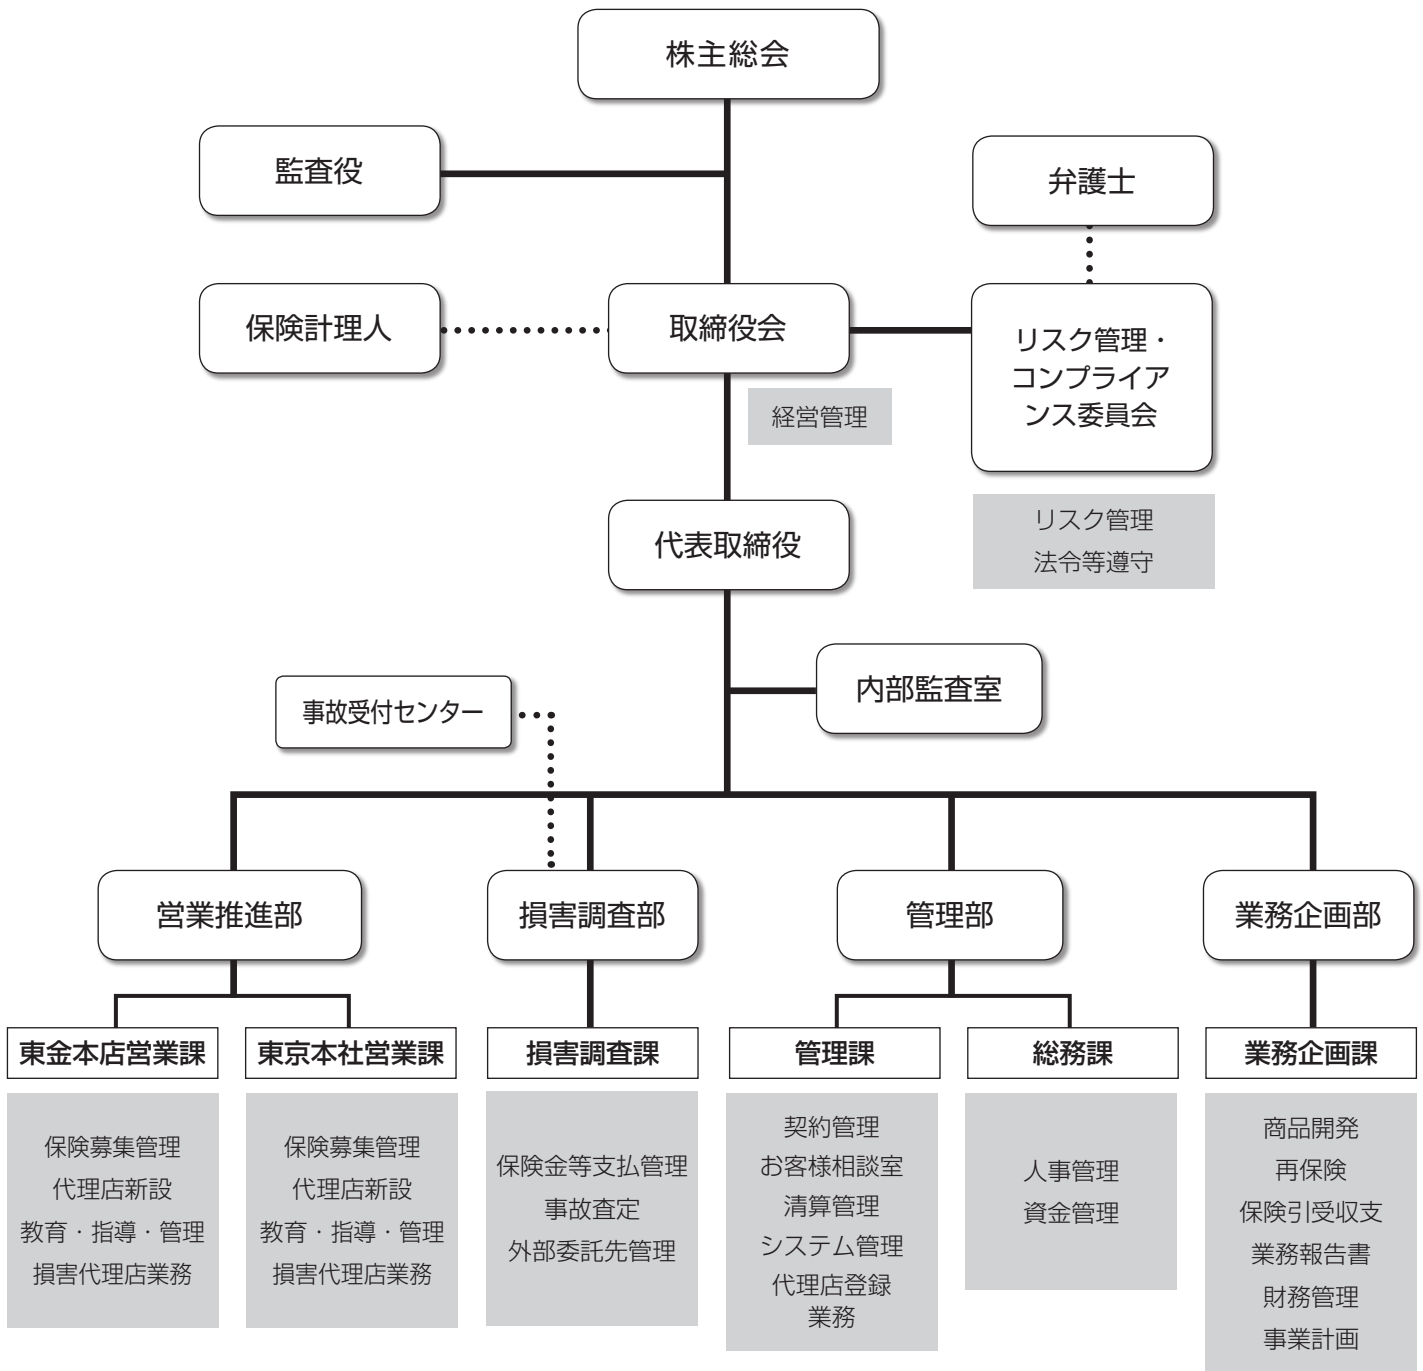 株主総会
監査役
弁護士
保険計理人
取締役会
リスク管理・
コンプライア
ンス委員会
経営管理
リスク管理
法令等遵守
代表取締役
内部監査室
事故受付センター
営業推進部
損害調査部
管理部
業務企画部
東金本店営業課
東京本社営業課
損害調査課
管理課
総務課
業務企画課
保険募集管理
代理店新設
教育・指導・管理
損害代理店業務
保険募集管理
代理店新設
教育・指導・管理
損害代理店業務
保険金等支払管理
事故査定
外部委託先管理
契約管理
お客様相談室
清算管理
システム管理
代理店登録
業務
人事管理
資金管理
商品開発
再保険
保険引受収支
業務報告書
財務管理
事業計画